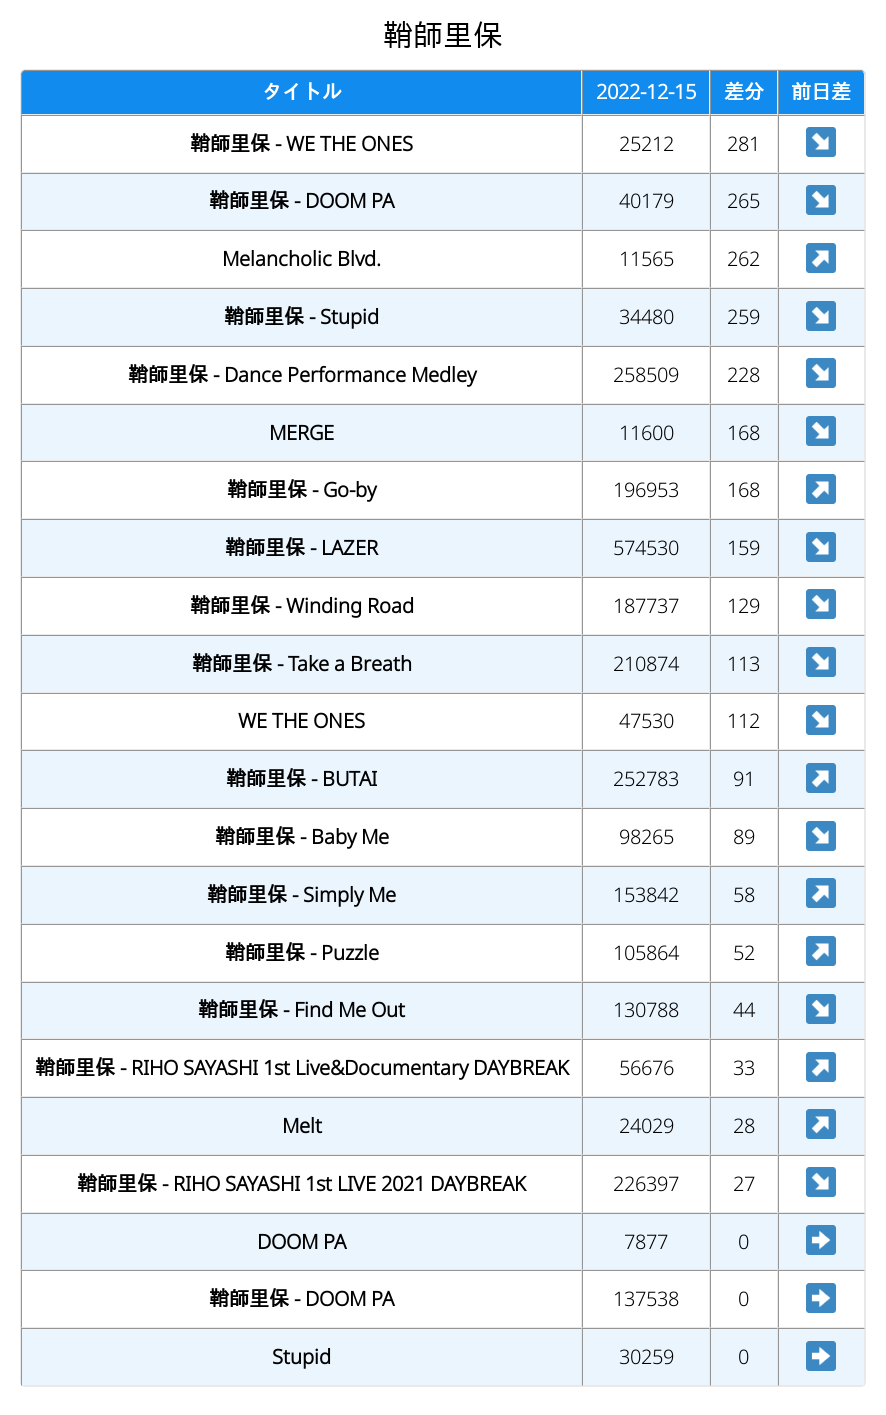 鞘師里保
タイトル 2022-12-15 差分 前日差
鞘師里保 - WE THE ONES 25212 281 ↘
鞘師里保 - DOOM PA 40179 265 ↘
Melancholic Blvd. 11565 262 ↗
鞘師里保 - Stupid 34480 259 ↘
鞘師里保 - Dance Performance Medley 258509 228 ↘
MERGE 11600 168 ↘
鞘師里保 - Go-by 196953 168 ↗
鞘師里保 - LAZER 574530 159 ↘
鞘師里保 - Winding Road 187737 129 ↘
鞘師里保 - Take a Breath 210874 113 ↘
WE THE ONES 47530 112 ↘
鞘師里保 - BUTAI 252783 91 ↗
鞘師里保 - Baby Me 98265 89 ↘
鞘師里保 - Simply Me 153842 58 ↗
鞘師里保 - Puzzle 105864 52 ↗
鞘師里保 - Find Me Out 130788 44 ↘
鞘師里保 - RIHO SAYASHI 1st Live&Documentary DAYBREAK 56676 33 ↗
Melt 24029 28 ↗
鞘師里保 - RIHO SAYASHI 1st LIVE 2021 DAYBREAK 226397 27 ↘
DOOM PA 7877 0 ➡
鞘師里保 - DOOM PA 137538 0 ➡
Stupid 30259 0 ➡